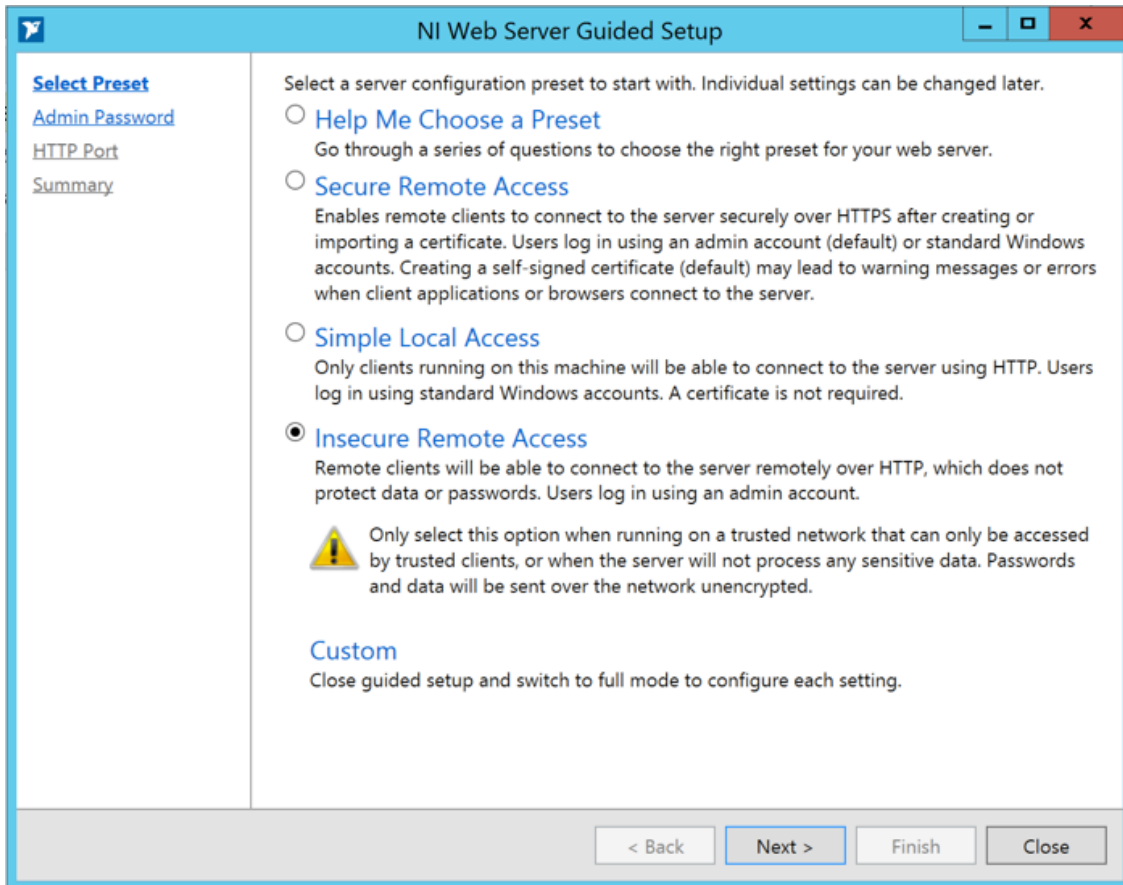 NI Web Server Guided Setup
Select Preset
Admin Password
HTTP Port
Summary
Select a server configuration preset to start with. Individual settings can be changed later.
Help Me Choose a Preset
Go through a series of questions to choose the right preset for your web server.
Secure Remote Access
Enables remote clients to connect to the server securely over HTTPS after creating or
importing a certificate. Users log in using an admin account (default) or standard Windows
accounts. Creating a self-signed certificate (default) may lead to warning messages or errors
when client applications or browsers connect to the server.
Simple Local Access
Only clients running on this machine will be able to connect to the server using HTTP. Users
log in using standard Windows accounts. A certificate is not required.
Insecure Remote Access
Remote clients will be able to connect to the server remotely over HTTP, which does not
protect data or passwords. Users log in using an admin account.
Only select this option when running on a trusted network that can only be accessed
by trusted clients, or when the server will not process any sensitive data. Passwords
and data will be sent over the network unencrypted.
Custom
Close guided setup and switch to full mode to configure each setting.
< Back
Next >
Finish
Close